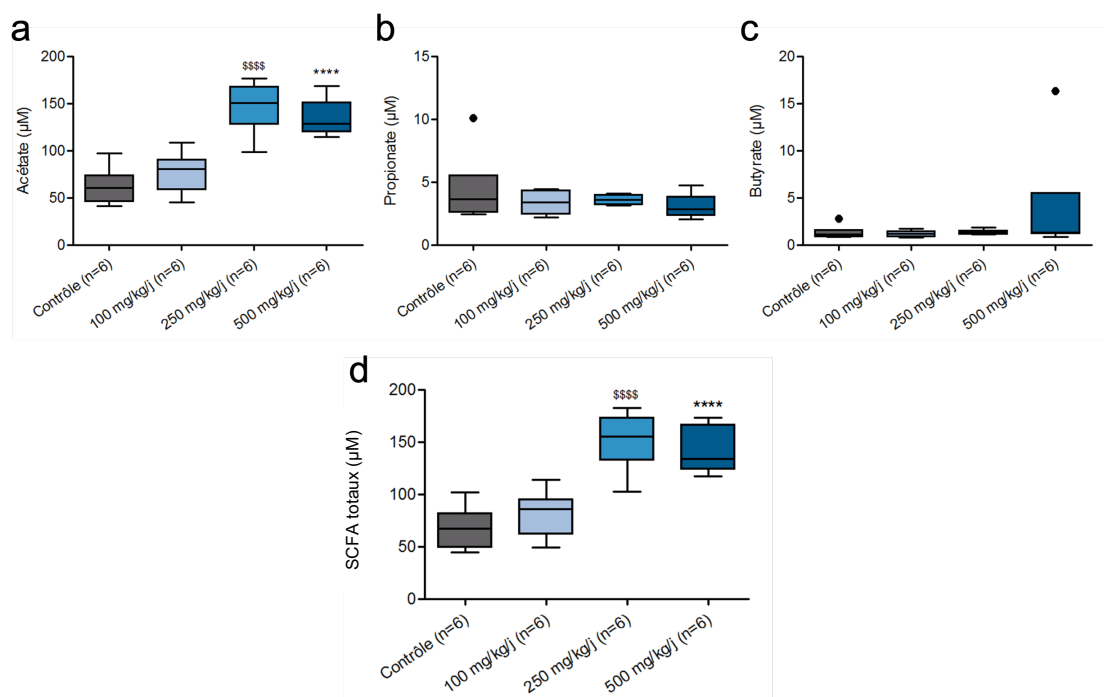 a
200
150
100
50
0
Acétate (µM)
$$$$
****
Contrôle (n=6)
100 mg/kg/j (n=6)
250 mg/kg/j (n=6)
500 mg/kg/j (n=6)
b
15
10
5
0
Propionate (µM)
Contrôle (n=6)
100 mg/kg/j (n=6)
250 mg/kg/j (n=6)
500 mg/kg/j (n=6)
c
20
15
10
5
0
Butyrate (µM)
Contrôle (n=6)
100 mg/kg/j (n=6)
250 mg/kg/j (n=6)
500 mg/kg/j (n=6)
d
200
150
100
50
0
SCFA totaux (µM)
$$$$
****
Contrôle (n=6)
100 mg/kg/j (n=6)
250 mg/kg/j (n=6)
500 mg/kg/j (n=6)